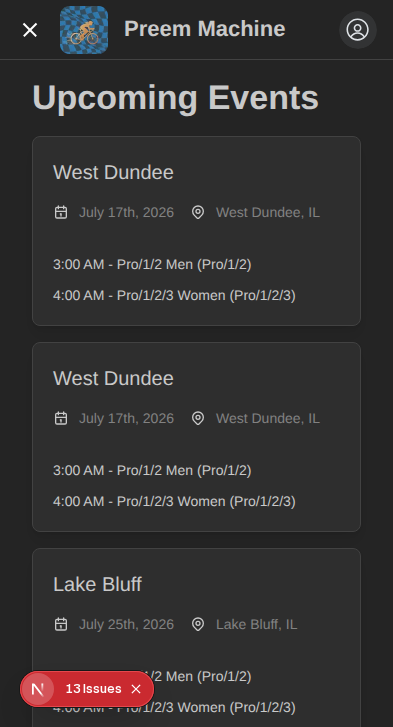 Preem Machine
Upcoming Events
West Dundee
July 17th, 2026 West Dundee, IL
3:00 AM - Pro/1/2 Men (Pro/1/2)
4:00 AM - Pro/1/2/3 Women (Pro/1/2/3)
West Dundee
July 17th, 2026 West Dundee, IL
3:00 AM - Pro/1/2 Men (Pro/1/2)
4:00 AM - Pro/1/2/3 Women (Pro/1/2/3)
Lake Bluff
July 25th, 2026 Lake Bluff, IL
/2 Men (Pro/1/2)
N 13 Issues
4:00 AM - Pro/1/2/3 Women (Pro/1/2/3)